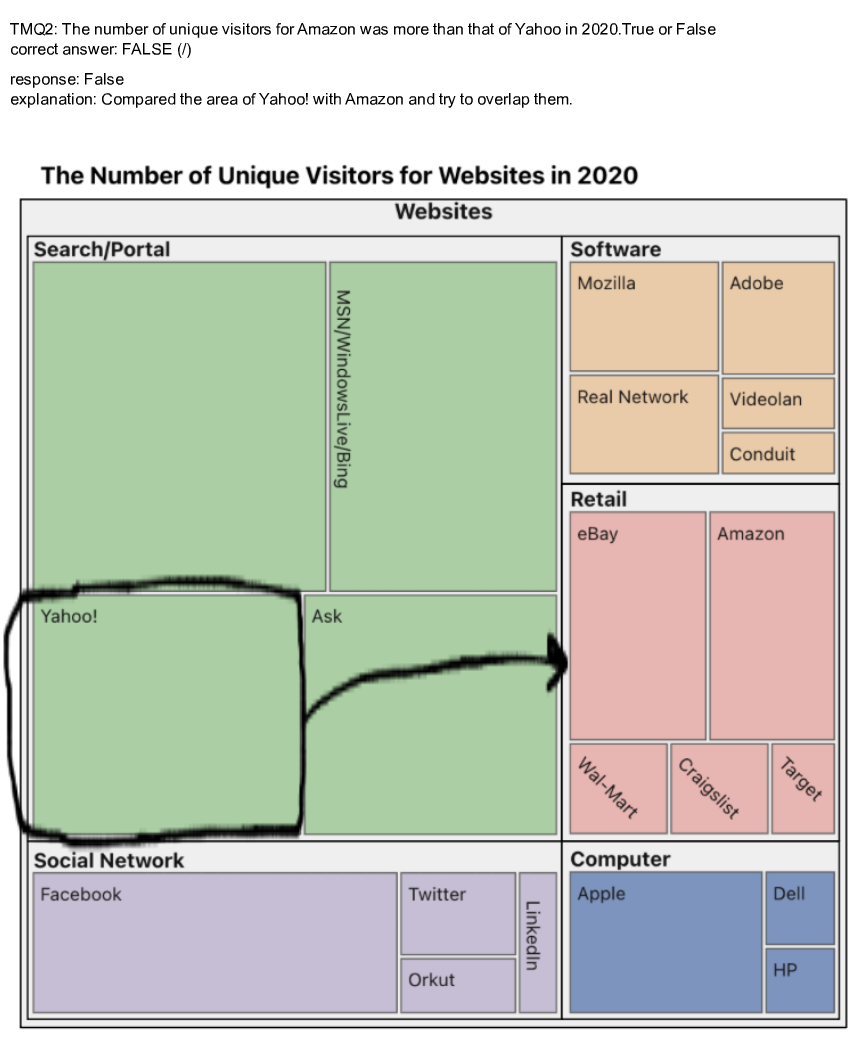 TMQ2: The number of unique visitors for Amazon was more than that of Yahoo in 2020.True or False
correct answer: FALSE (/)
response: False
explanation: Compared the area of Yahoo! with Amazon and try to overlap them.
The Number of Unique Visitors for Websites in 2020
Websites
Search/Portal
MSN/WindowsLive/Bing
Yahoo!
Ask
Software
Mozilla
Adobe
Real Network
Videolan
Conduit
Retail
eBay
Amazon
Wal-Mart
Craigslist
Target
Social Network
Facebook
Twitter
Orkut
LinkedIn
Computer
Apple
Dell
HP